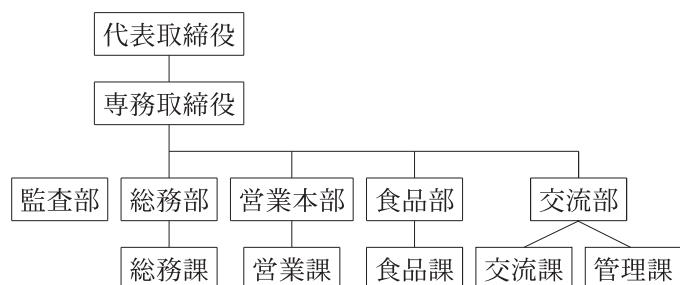 代表取締役
専務取締役
監査部 総務部 営業本部 食品部 交流部
総務課 営業課 食品課 交流課 管理課